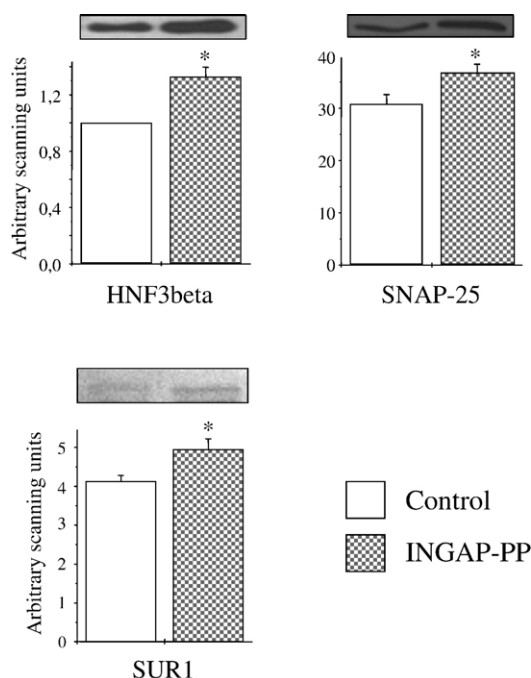 *
Arbitrary scanning units
1,2
0,8
0,4
0,0
HNF3beta
*
50
40
30
20
10
0
SNAP-25
*
Arbitrary scanning units
5
4
3
2
1
0
SUR1
Control
INGAP-PP